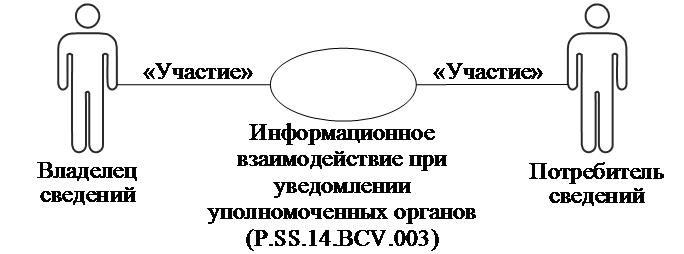 «Участие»
«Участие»
Информационное
взаимодействие при
уведомлении
уполномоченных органов
(P.SS.14.BCV.003)
Владелец
сведений
Потребитель
сведений